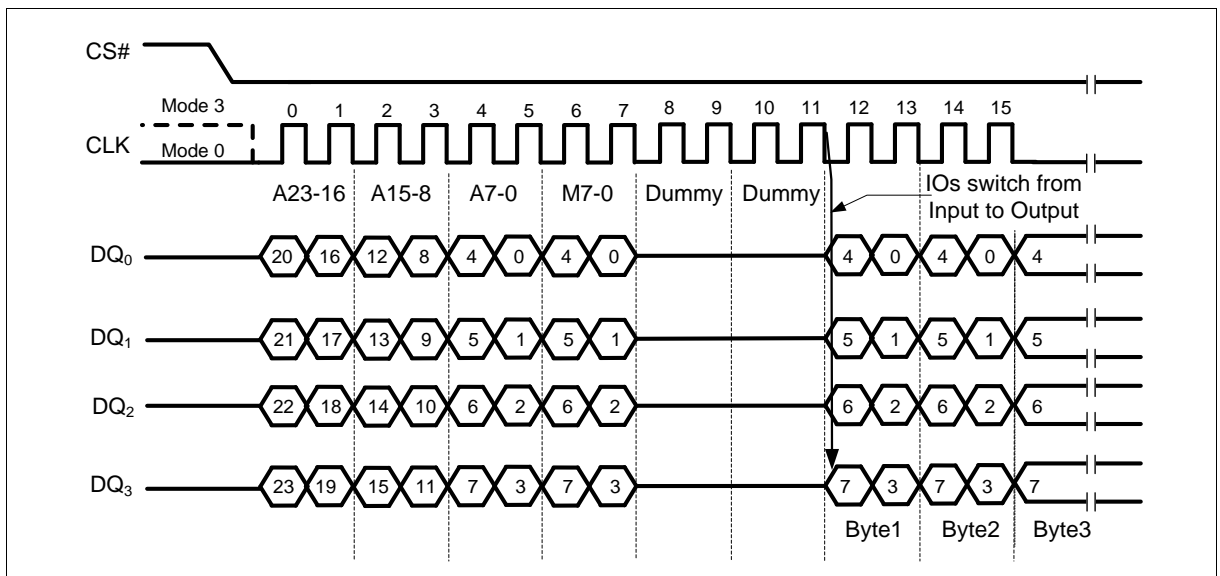 CS#
Mode 3
0 1 2 3 4 5 6 7 8 9 10 11 12 13 14 15
CLK
Mode 0
A23-16 A15-8 A7-0 M7-0 Dummy Dummy
IOs switch from
Input to Output
DQ0 20 16 12 8 4 0 4 0 4 0 4 0 4
DQ1 21 17 13 9 5 1 5 1 5 1 5 1 5
DQ2 22 18 14 10 6 2 6 2 6 2 6 2 6
DQ3 23 19 15 11 7 3 7 3 7 3 7 3 7
Byte1 Byte2 Byte3